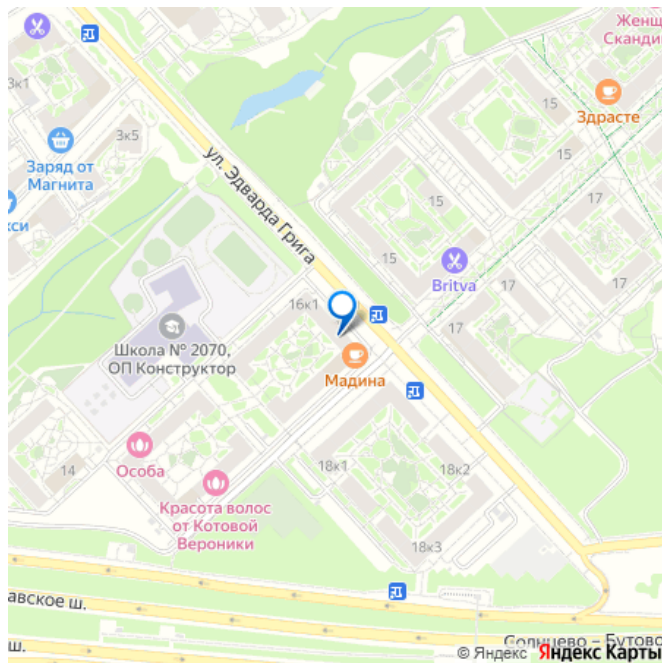 Женщ
Сканди
3к1
15
Здрасте
3к5
Заряд от
Магнита
15
ул. Эдварда Грига
кси
15
17
15
Britva
17
16к1
17
Школа № 2070,
ОП Конструктор
Мадина
18к1
18к2
Особа
14
Красота волос
от Котовой
Вероники
18к3
авское ш.
Солнцево – Бутово
ш.
© Яндекс Яндекс Карты